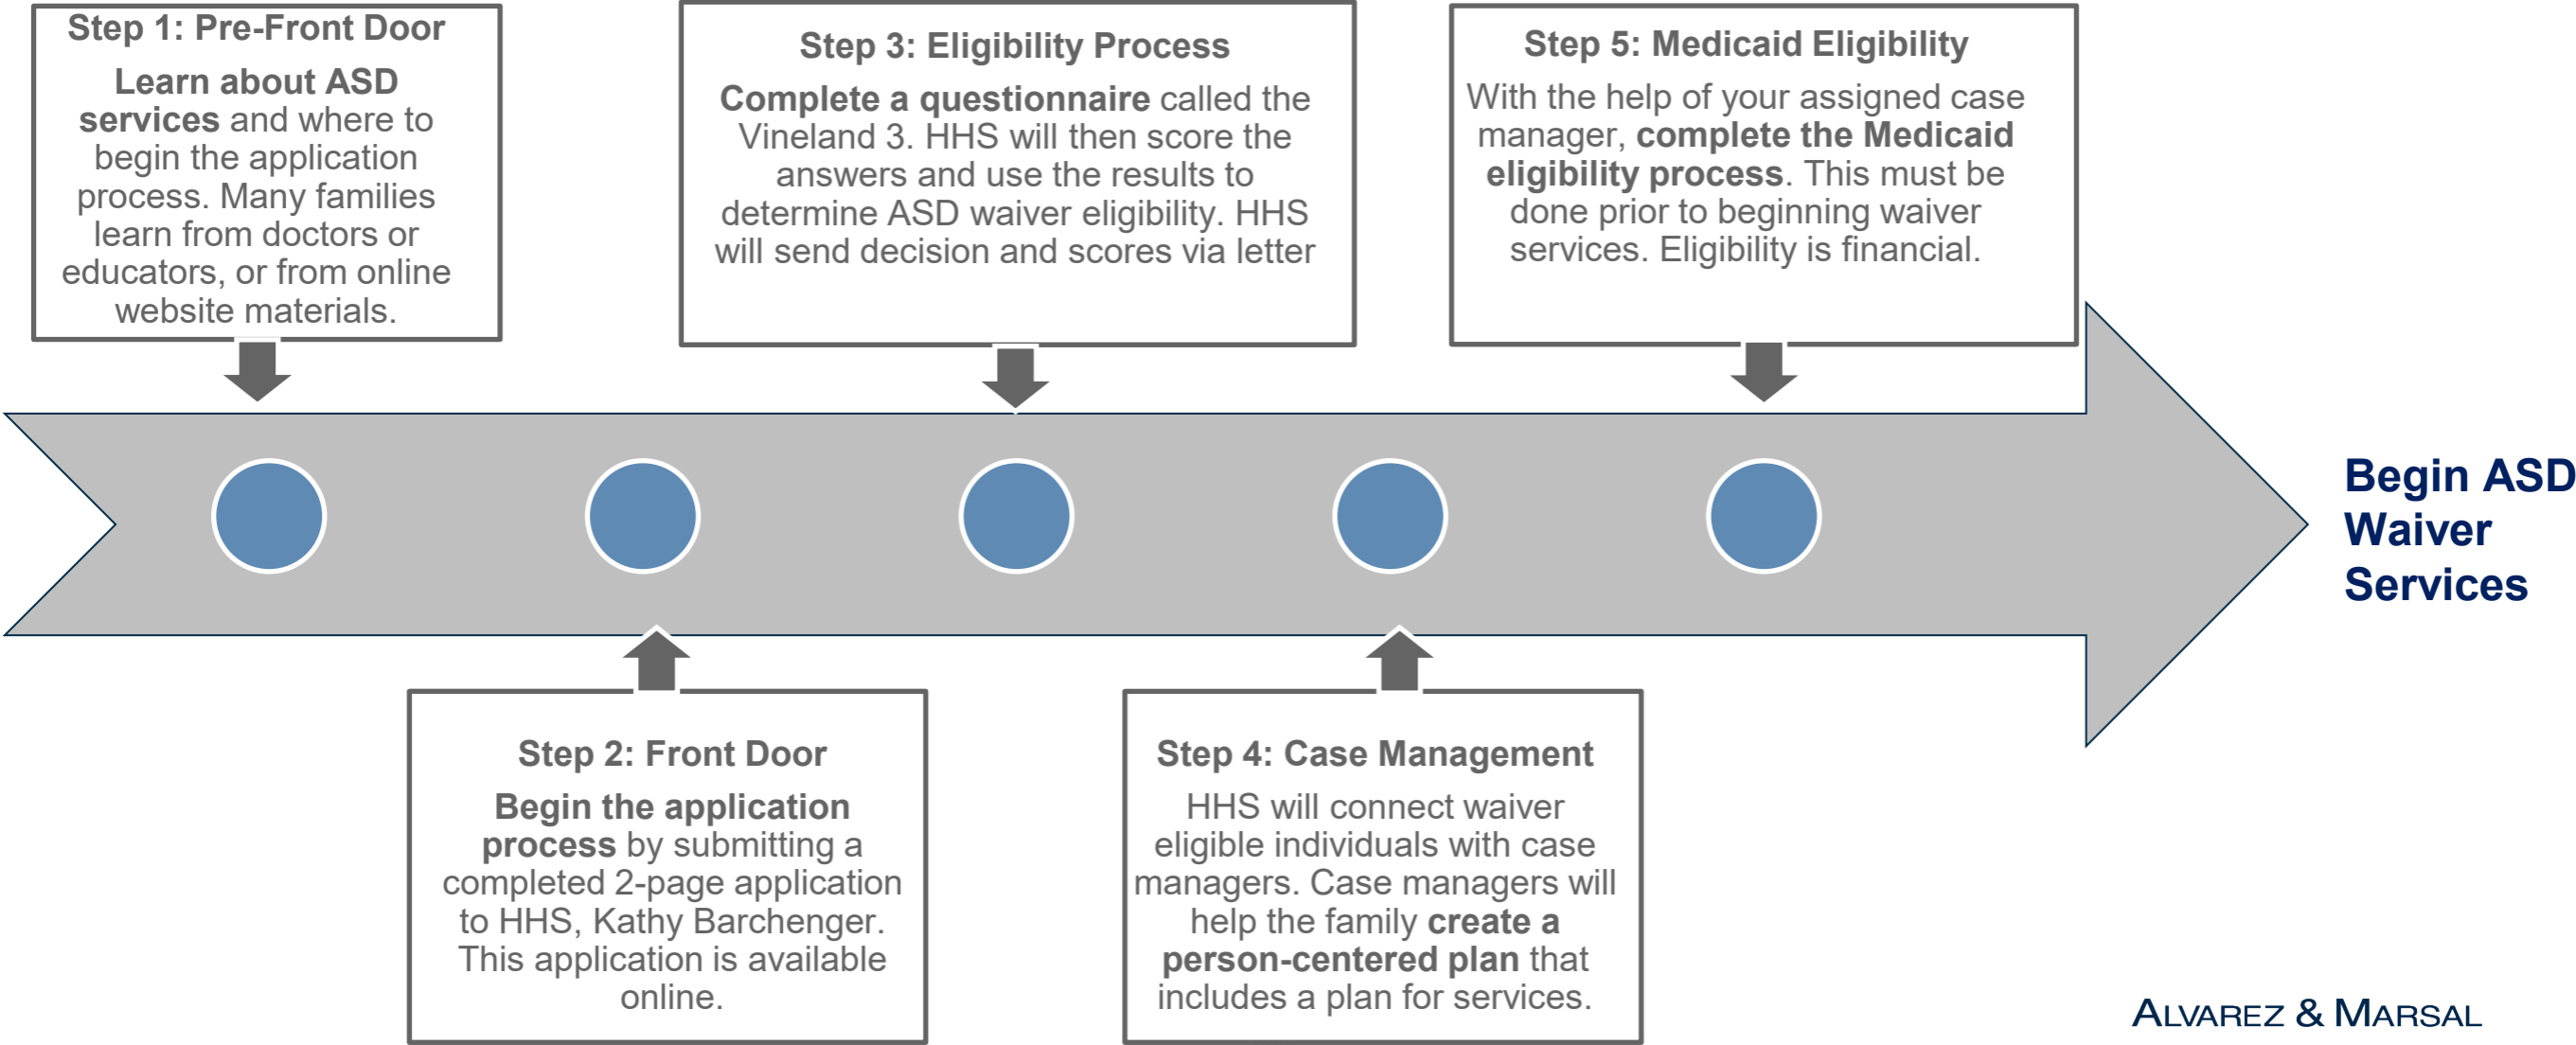 Step 1: Pre-Front Door
Learn about ASD
services and where to
begin the application
process. Many families
learn from doctors or
educators, or from online
website materials.
Step 2: Front Door
Begin the application
process by submitting a
completed 2-page application
to HHS, Kathy Barchenger.
This application is available
online.
Step 3: Eligibility Process
Complete a questionnaire called the
Vineland 3. HHS will then score the
answers and use the results to
determine ASD waiver eligibility. HHS
will send decision and scores via letter
Step 4: Case Management
HHS will connect waiver
eligible individuals with case
managers. Case managers will
help the family create a
person-centered plan that
includes a plan for services.
Step 5: Medicaid Eligibility
With the help of your assigned case
manager, complete the Medicaid
eligibility process. This must be
done prior to beginning waiver
services. Eligibility is financial.
Begin ASD
Waiver
Services
ALVAREZ & MARSAL